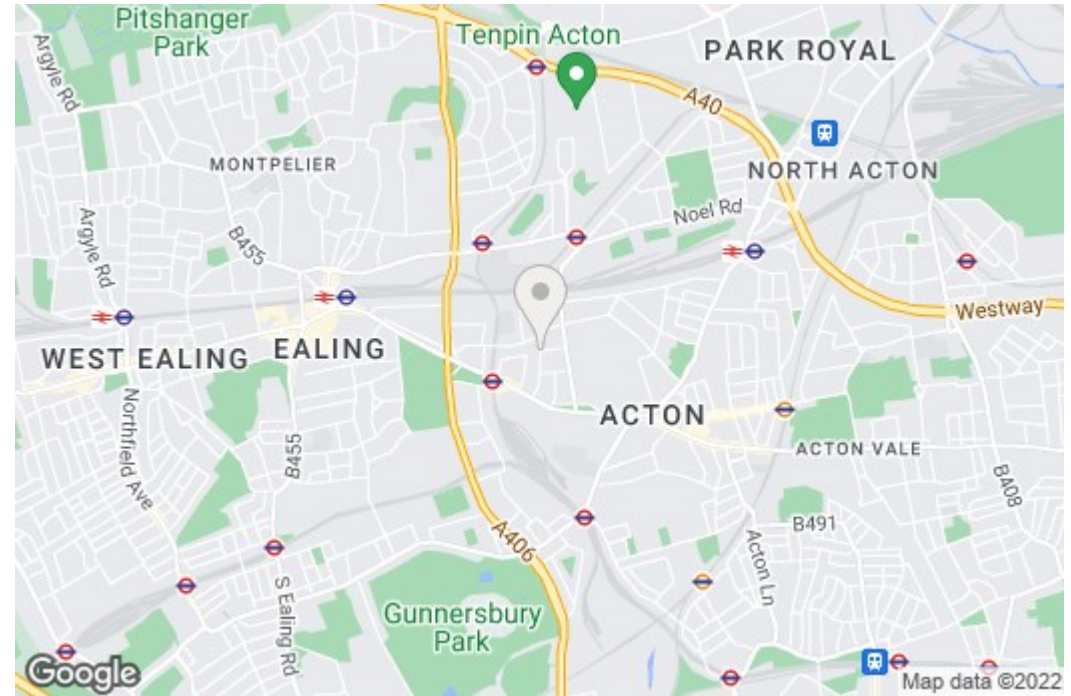 Pitshanger
Park
Argyle Rd
Tenpin Acton
PARK ROYAL
A40
MONTPELIER
NORTH ACTON
Noel Rd
Argyle Rd
B455
Westway
WEST EALING
EALING
Northfield Ave
ACTON
B455
ACTON VALE
B408
A406
B491
Acton Ln
S Ealing Rd
Gunnersbury
Park
Google
Map data ©2022